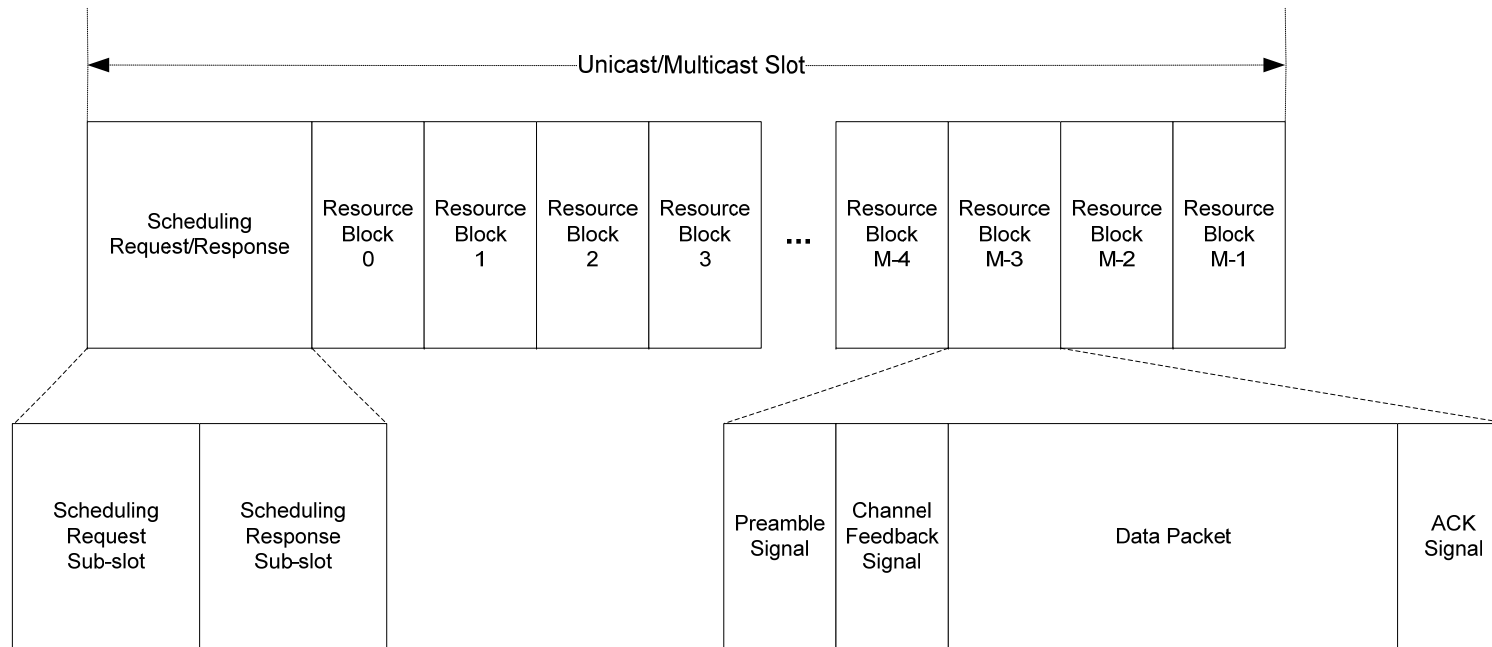 Unicast/Multicast Slot
Scheduling
Request/Response
Resource
Block
0
Resource
Block
1
Resource
Block
2
Resource
Block
3
...
Resource
Block
M-4
Resource
Block
M-3
Resource
Block
M-2
Resource
Block
M-1
Scheduling
Request
Sub-slot
Scheduling
Response
Sub-slot
Preamble
Signal
Channel
Feedback
Signal
Data Packet
ACK
Signal